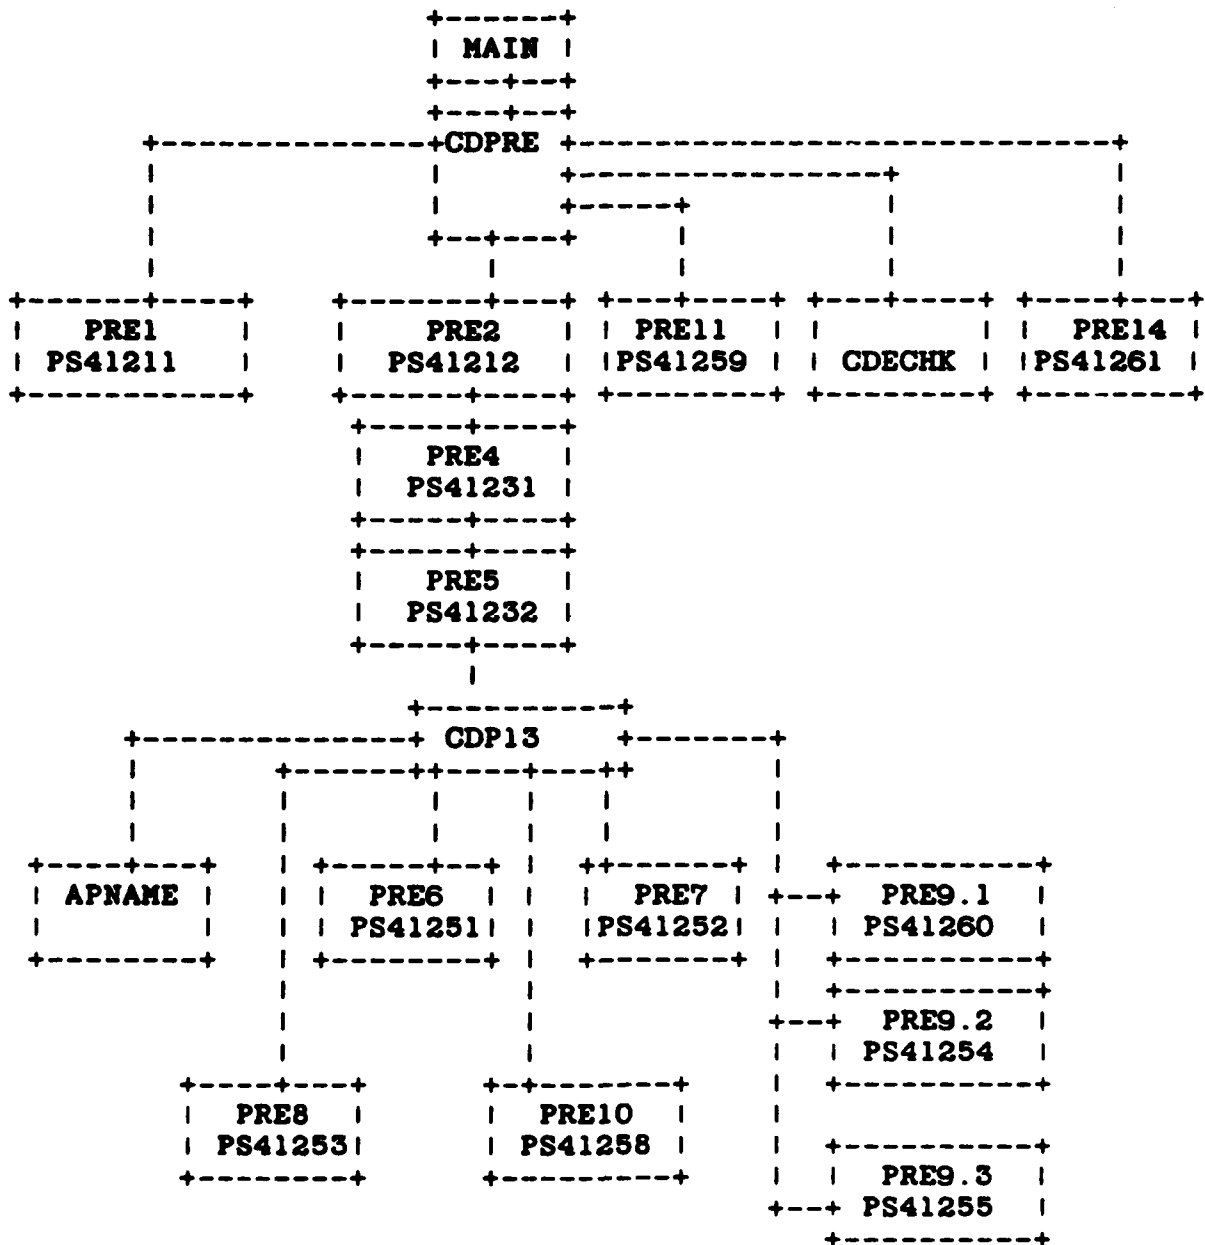 MAIN
CDPRE
PRE1 PRE2 PRE11 PRE14
PS41211 PS41212 PS41259 CDECHK PS41261
PRE4
PS41231
PRE5
PS41232
CDP13
APNAME PRE6 PRE7 PRE9.1
PS41251 PS41252 PS41260
PRE9.2
PS41254
PRE8 PRE10
PS41253 PS41258
PRE9.3
PS41255